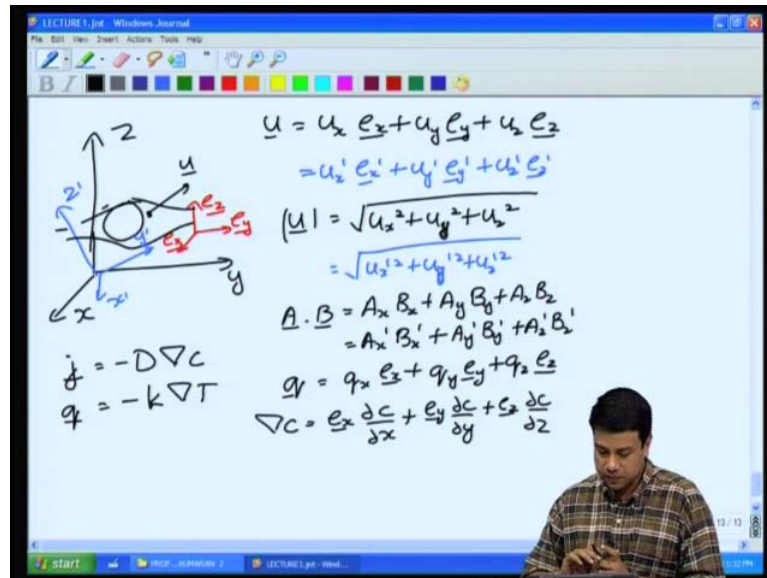 LECTURE1.jnt - Windows Journal
File Edit View Insert Actions Tools Help
B I
Z
u
z'
e_z
e_y
e_x
y'
x'
y
x
u = u_x e_x + u_y e_y + u_z e_z
= u_x' e_x' + u_y' e_y' + u_z' e_z'
|u| = √(u_x² + u_y² + u_z²)
= √(u_x'² + u_y'² + u_z'²)
A . B = A_x B_x + A_y B_y + A_z B_z
= A_x' B_x' + A_y' B_y' + A_z' B_z'
j = -D∇C
q = -k∇T
q = q_x e_x + q_y e_y + q_z e_z
∇C = e_x ∂C/∂x + e_y ∂C/∂y + e_z ∂C/∂z
13 / 13
start
LECTURE1.jnt - Wind...